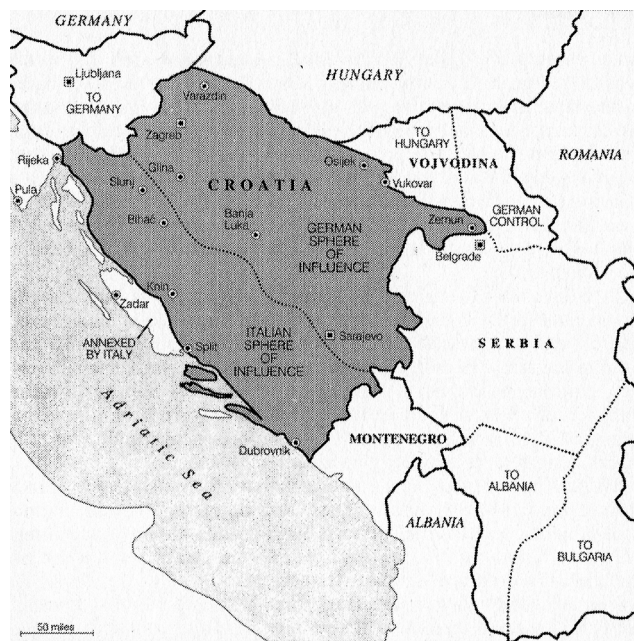 GERMANY
Ljubljana
TO
GERMANY
HUNGARY
Varazdin
Zagreb
TO
HUNGARY
VOJVODINA
ROMANIA
Rijeka
Pula
Glina
Slunj
CROATIA
Osijek
Vukovar
Bihać
Banja
Luka
GERMAN
SPHERE
OF
INFLUENCE
Zemun
GERMAN
CONTROL
Belgrade
Knin
Zadar
ANNEXED
BY ITALY
ITALIAN
SPHERE
OF
INFLUENCE
Sarajevo
Split
SERBIA
Adriatic Sea
Dubrovnik
MONTENEGRO
TO
ALBANIA
ALBANIA
TO
BULGARIA
50 miles